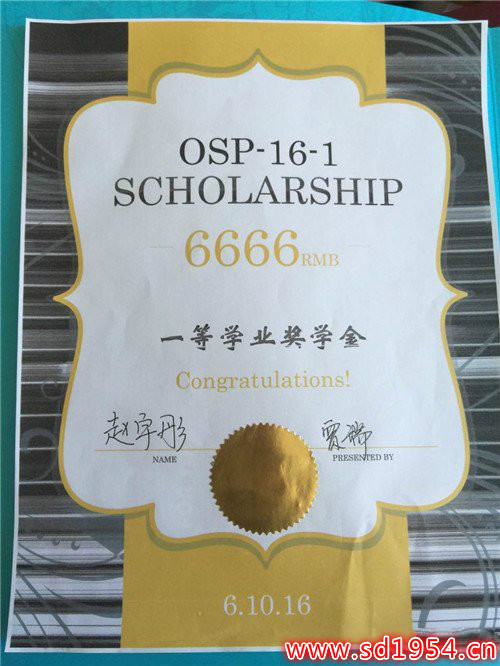 OSP-16-1
SCHOLARSHIP
6666RMB
一等学业奖学金
Congratulations!
赵宇彤 贾瑞
NAME PRESENTED BY
6.10.16
www.sd1954.cn